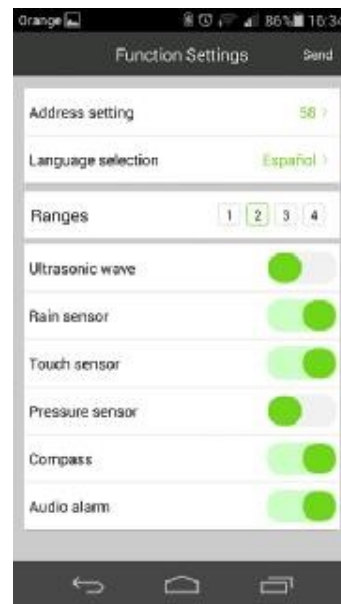 Orange 86% 16:34
Function Settings Send
Address setting 58 >
Language selection Español >
Ranges 1 2 3 4
Ultrasonic wave
Rain sensor
Touch sensor
Pressure sensor
Compass
Audio alarm